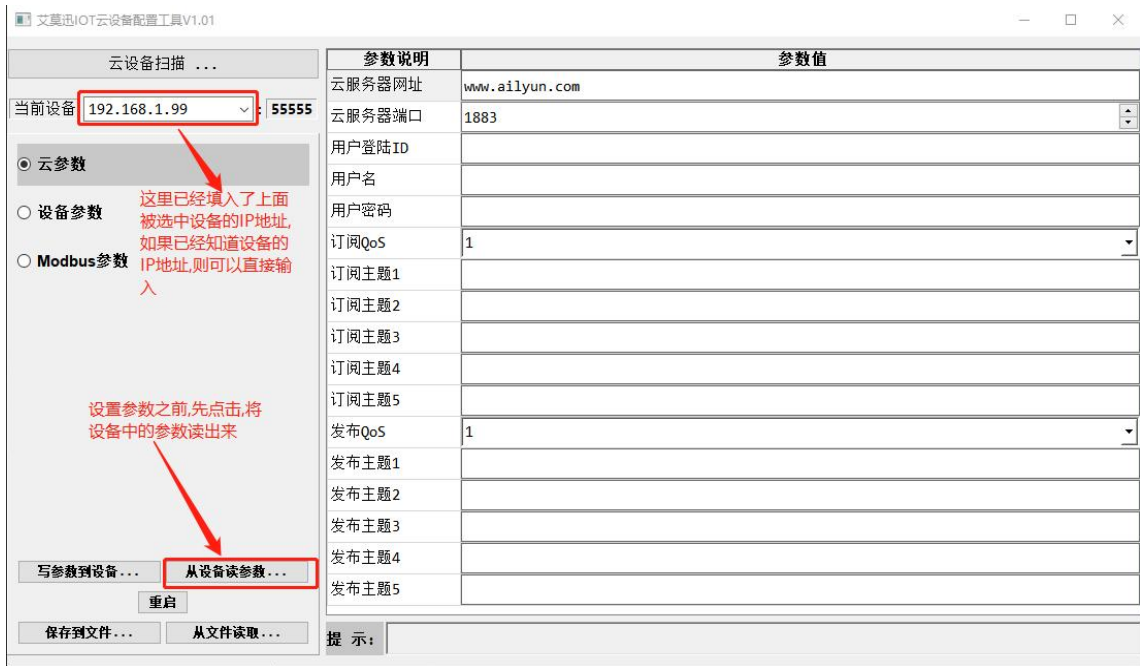 艾莫迅IOT云设备配置工具V1.01
云设备扫描 ...
当前设备 192.168.1.99 : 55555
云参数
设备参数
Modbus参数
这里已经填入了上面
被选中设备的IP地址,
如果已经知道设备的
IP地址,则可以直接输
入
设置参数之前,先点击,将
设备中的参数读出来
写参数到设备... 从设备读参数...
重启
保存到文件... 从文件读取...
参数说明 参数值
云服务器网址 www.ailyun.com
云服务器端口 1883
用户登陆ID
用户名
用户密码
订阅QoS 1
订阅主题1
订阅主题2
订阅主题3
订阅主题4
订阅主题5
发布QoS 1
发布主题1
发布主题2
发布主题3
发布主题4
发布主题5
提 示: